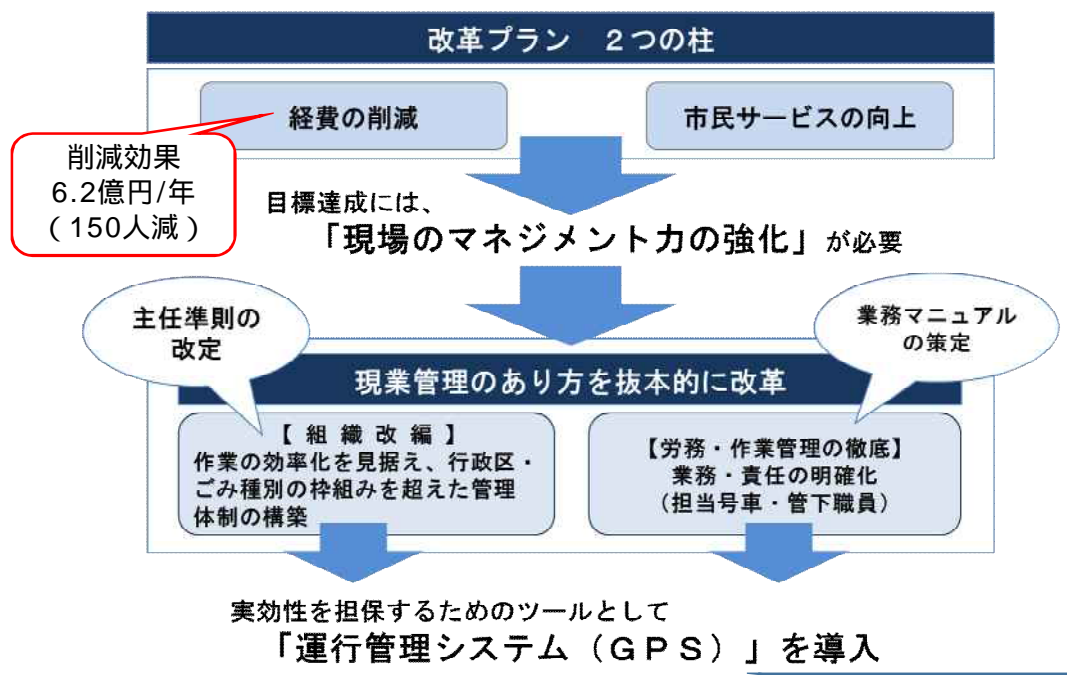 改革プラン　２つの柱
経費の削減
市民サービスの向上
削減効果
6.2億円/年
（150人減）
目標達成には、
「現場のマネジメント力の強化」が必要
主任準則の
改定
業務マニュアル
の策定
現業管理のあり方を抜本的に改革
【組織改編】
作業の効率化を見据え、行政区・
ごみ種別の枠組みを超えた管理
体制の構築
【労務・作業管理の徹底】
業務・責任の明確化
（担当号車・管下職員）
実効性を担保するためのツールとして
「運行管理システム（ＧＰＳ）」を導入